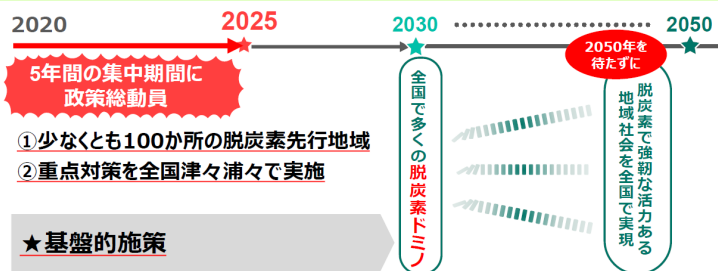 2020
2025
2030
2050
5年間の集中期間に
政策総動員
2050年を
待たずに
①少なくとも100か所の脱炭素先行地域
②重点対策を全国津々浦々で実施
★基盤的施策
全国で多くの脱炭素ドミノ
脱炭素で強靭な活力ある
地域社会を全国で実現